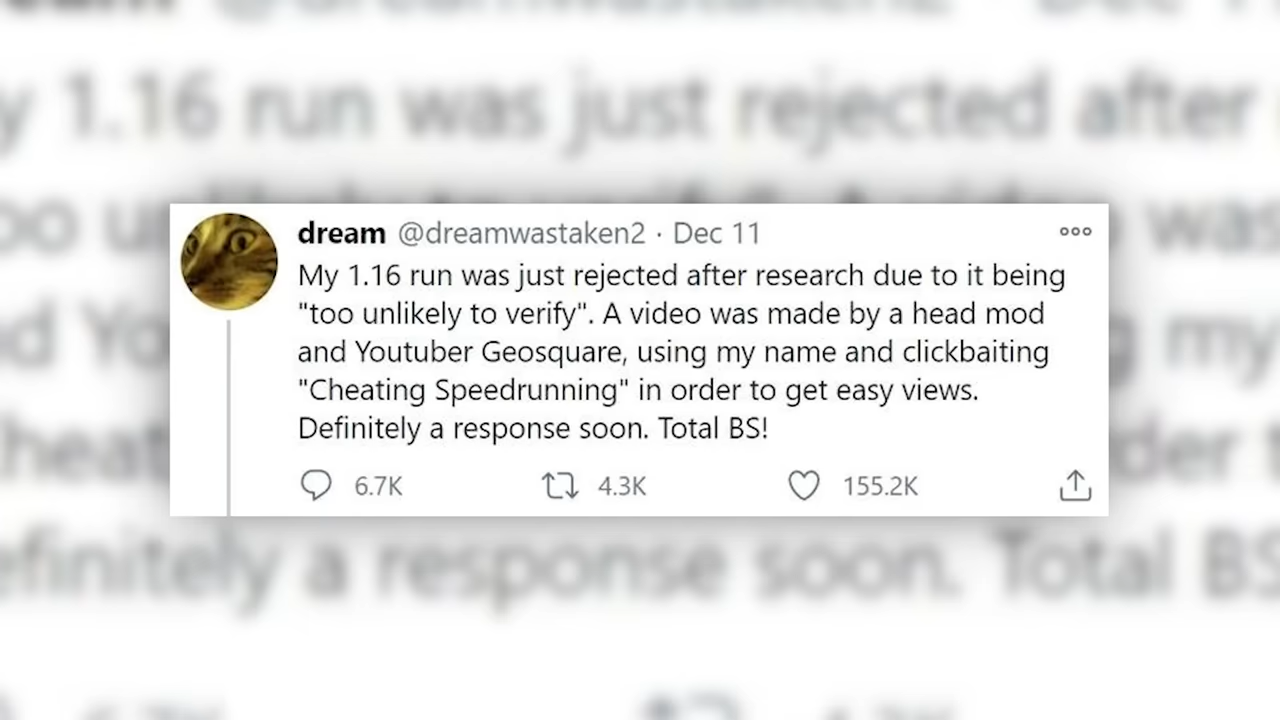 dream @dreamwastaken2 · Dec 11
My 1.16 run was just rejected after research due to it being
"too unlikely to verify". A video was made by a head mod
and Youtuber Geosquare, using my name and clickbaiting
"Cheating Speedrunning" in order to get easy views.
Definitely a response soon. Total BS!
6.7K 4.3K 155.2K